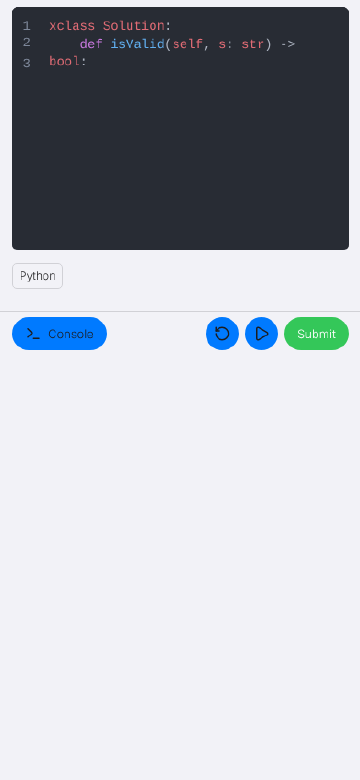 1 xclass Solution:
2     def isValid(self, s: str) ->
3 bool:
Python
Console
Submit